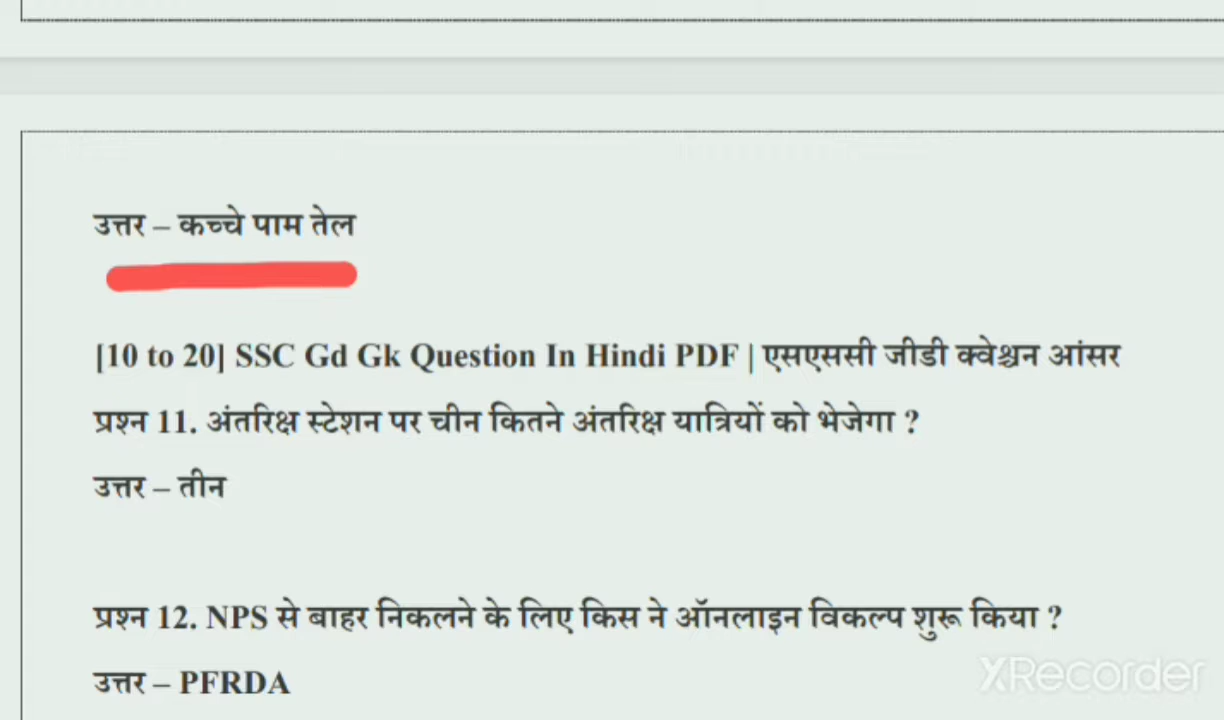 उत्तर – कच्चे पाम तेल
[10 to 20] SSC Gd Gk Question In Hindi PDF | एसएससी जीडी क्वेश्चन आंसर
प्रश्न 11. अंतरिक्ष स्टेशन पर चीन कितने अंतरिक्ष यात्रियों को भेजेगा ?
उत्तर – तीन
प्रश्न 12. NPS से बाहर निकलने के लिए किस ने ऑनलाइन विकल्प शुरू किया ?
उत्तर – PFRDA
XRecorder